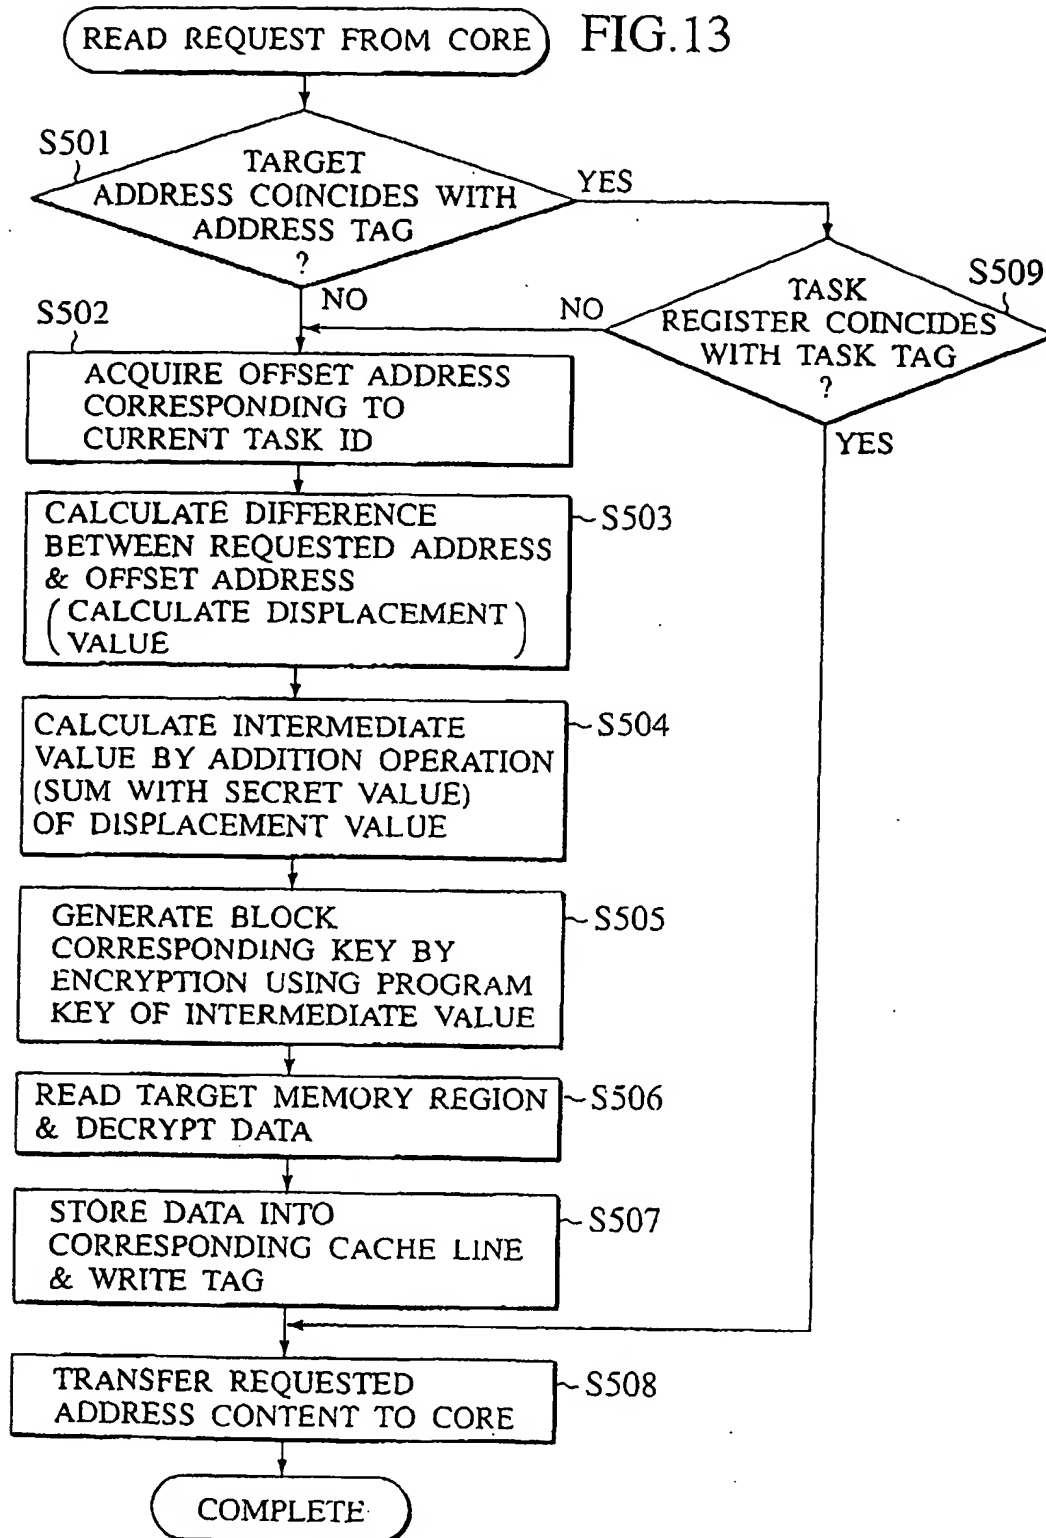 READ REQUEST FROM CORE
FIG.13
S501
TARGET
ADDRESS COINCIDES WITH
ADDRESS TAG
?
YES
NO
S509
TASK
REGISTER COINCIDES
WITH TASK TAG
?
NO
YES
S502
ACQUIRE OFFSET ADDRESS
CORRESPONDING TO
CURRENT TASK ID
CALCULATE DIFFERENCE
BETWEEN REQUESTED ADDRESS
& OFFSET ADDRESS
(CALCULATE DISPLACEMENT
VALUE)
S503
CALCULATE INTERMEDIATE
VALUE BY ADDITION OPERATION
(SUM WITH SECRET VALUE)
OF DISPLACEMENT VALUE
S504
GENERATE BLOCK
CORRESPONDING KEY BY
ENCRYPTION USING PROGRAM
KEY OF INTERMEDIATE VALUE
S505
READ TARGET MEMORY REGION
& DECRYPT DATA
S506
STORE DATA INTO
CORRESPONDING CACHE LINE
& WRITE TAG
S507
TRANSFER REQUESTED
ADDRESS CONTENT TO CORE
S508
COMPLETE